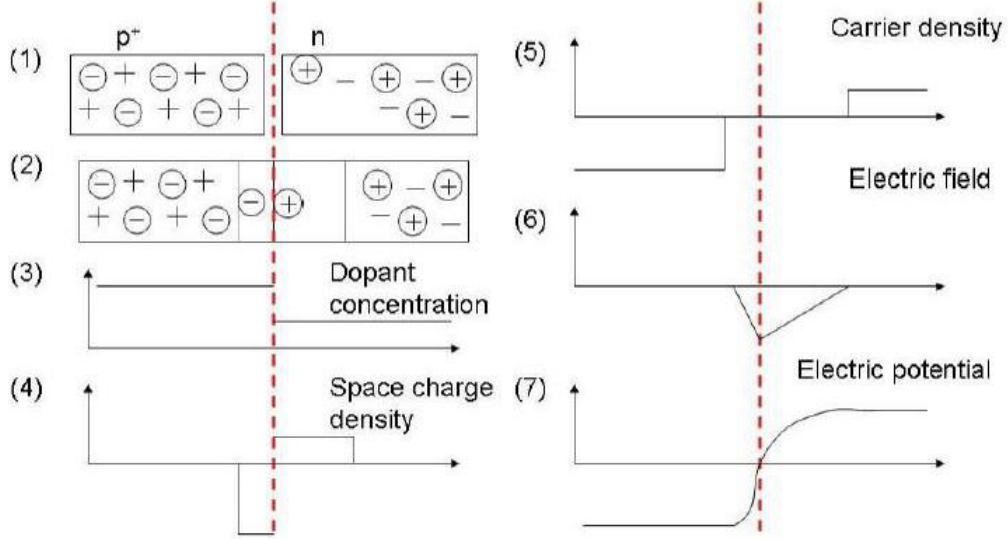 p⁺
n
(1)
(2)
(3)
Dopant
concentration
(4)
Space charge
density
(5)
Carrier density
Electric field
(6)
Electric potential
(7)